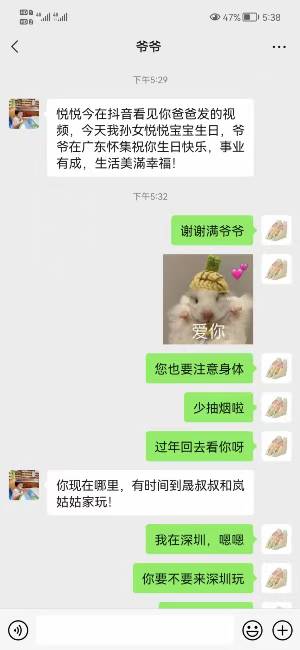 47%
5:38
爷爷
下午5:29
悦悦今在抖音看见你爸爸发的视
频，今天我孙女悦悦宝宝生日，爷
爷在广东怀集祝你生日快乐，事业
有成，生活美满幸福！
下午5:32
谢谢满爷爷
爱你
您也要注意身体
少抽烟啦
过年回去看你呀
你现在哪里，有时间到晟叔叔和岚
姑姑家玩！
我在深圳，嗯嗯
你要不要来深圳玩